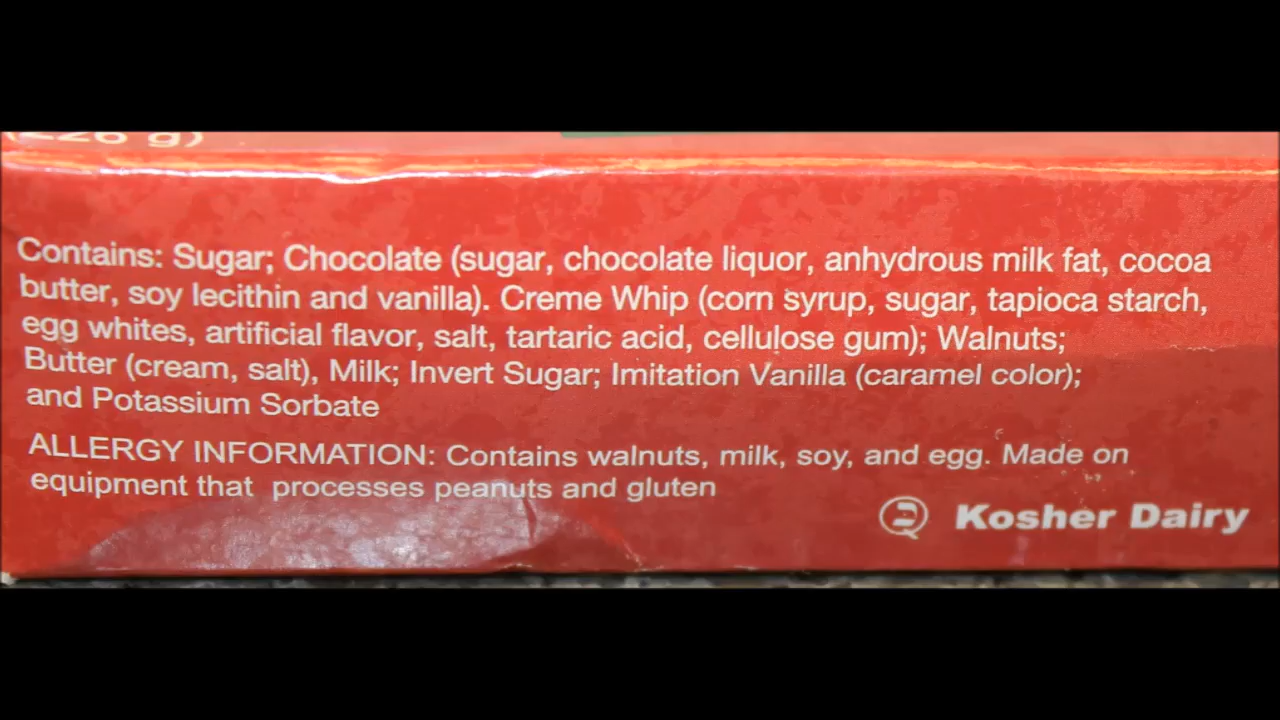 (226 g)
Contains: Sugar; Chocolate (sugar, chocolate liquor, anhydrous milk fat, cocoa
butter, soy lecithin and vanilla). Creme Whip (corn syrup, sugar, tapioca starch,
egg whites, artificial flavor, salt, tartaric acid, cellulose gum); Walnuts;
Butter (cream, salt), Milk; Invert Sugar; Imitation Vanilla (caramel color);
and Potassium Sorbate
ALLERGY INFORMATION: Contains walnuts, milk, soy, and egg. Made on
equipment that processes peanuts and gluten
Kosher Dairy